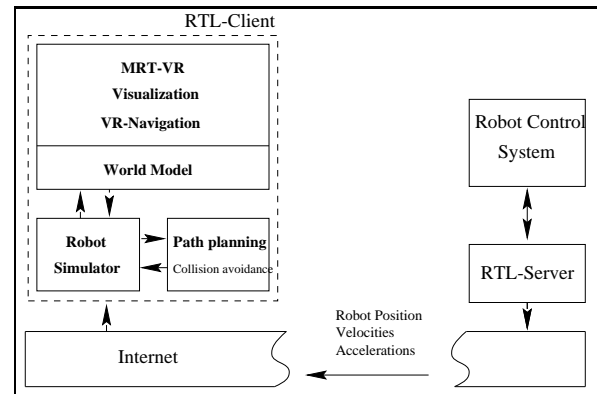 RTL-Client
MRT-VR
Visualization
VR-Navigation
World Model
Robot
Simulator
Path planning
Collision avoidance
Robot Control
System
RTL-Server
Robot Position
Velocities
Accelerations
Internet